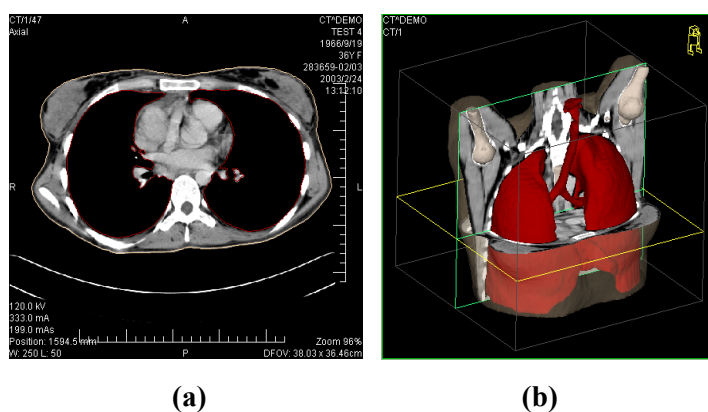 CT/1/47
Axial
A
CT^DEMO
TEST 4
1966/9/19
36Y F
283659-02/03
2003/2/24
13:12:10
R
L
120.0 kV
333.0 mA
199.0 mAs
Position: 1594.5 mm
W: 250 L: 50
P
Zoom 96%
DFOV: 38.03 x 36.46cm
CT^DEMO
CT/1
(a)
(b)